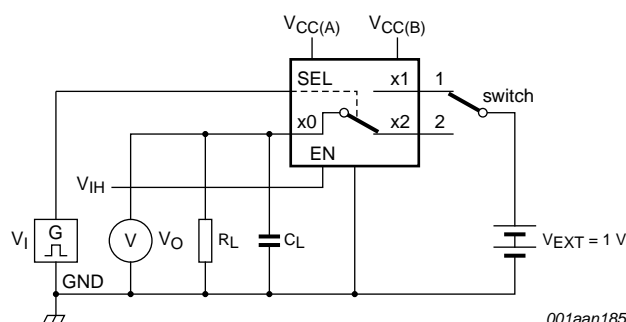 VCC(A) VCC(B)
SEL x1 1
switch
x0 x2 2
EN
VIH
VI G V VO RL CL VEXT = 1 V
GND
001aan185